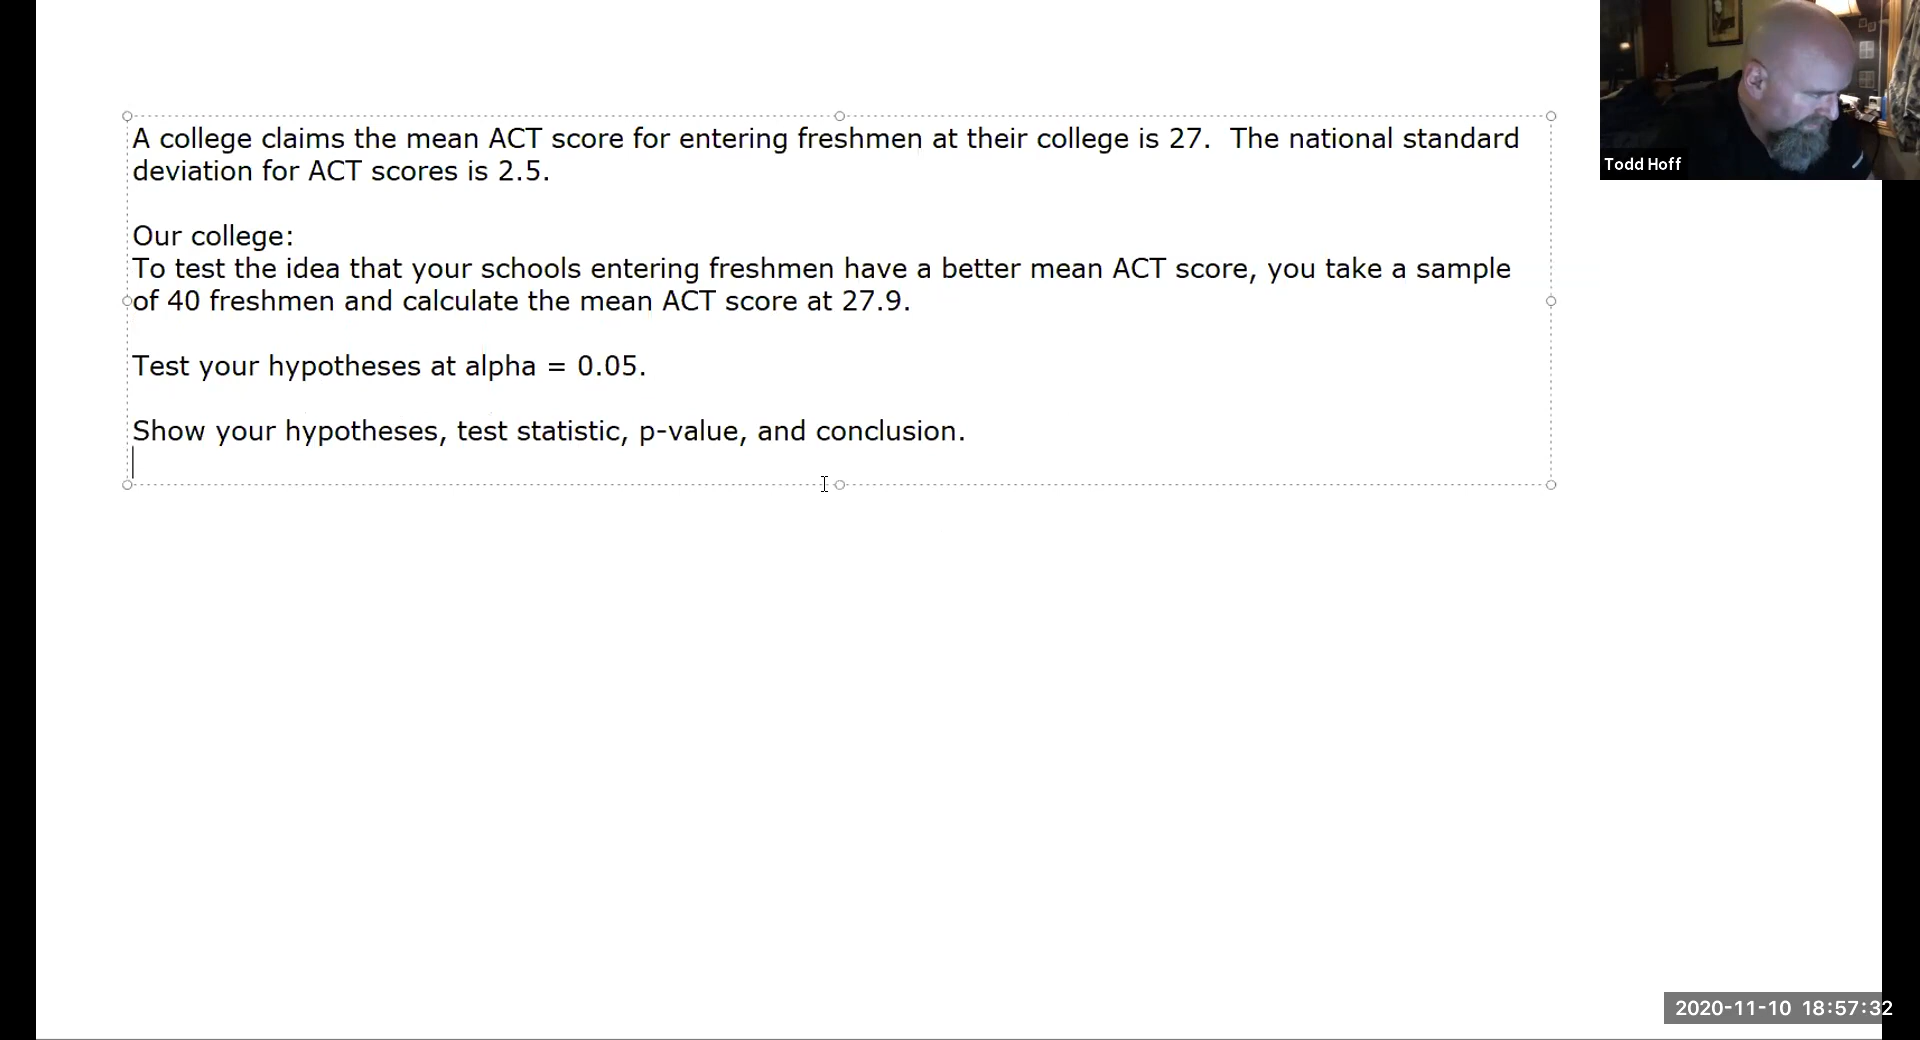 A college claims the mean ACT score for entering freshmen at their college is 27.  The national standard
deviation for ACT scores is 2.5.
Our college:
To test the idea that your schools entering freshmen have a better mean ACT score, you take a sample
of 40 freshmen and calculate the mean ACT score at 27.9.
Test your hypotheses at alpha = 0.05.
Show your hypotheses, test statistic, p-value, and conclusion.
Todd Hoff
2020-11-10 18:57:32